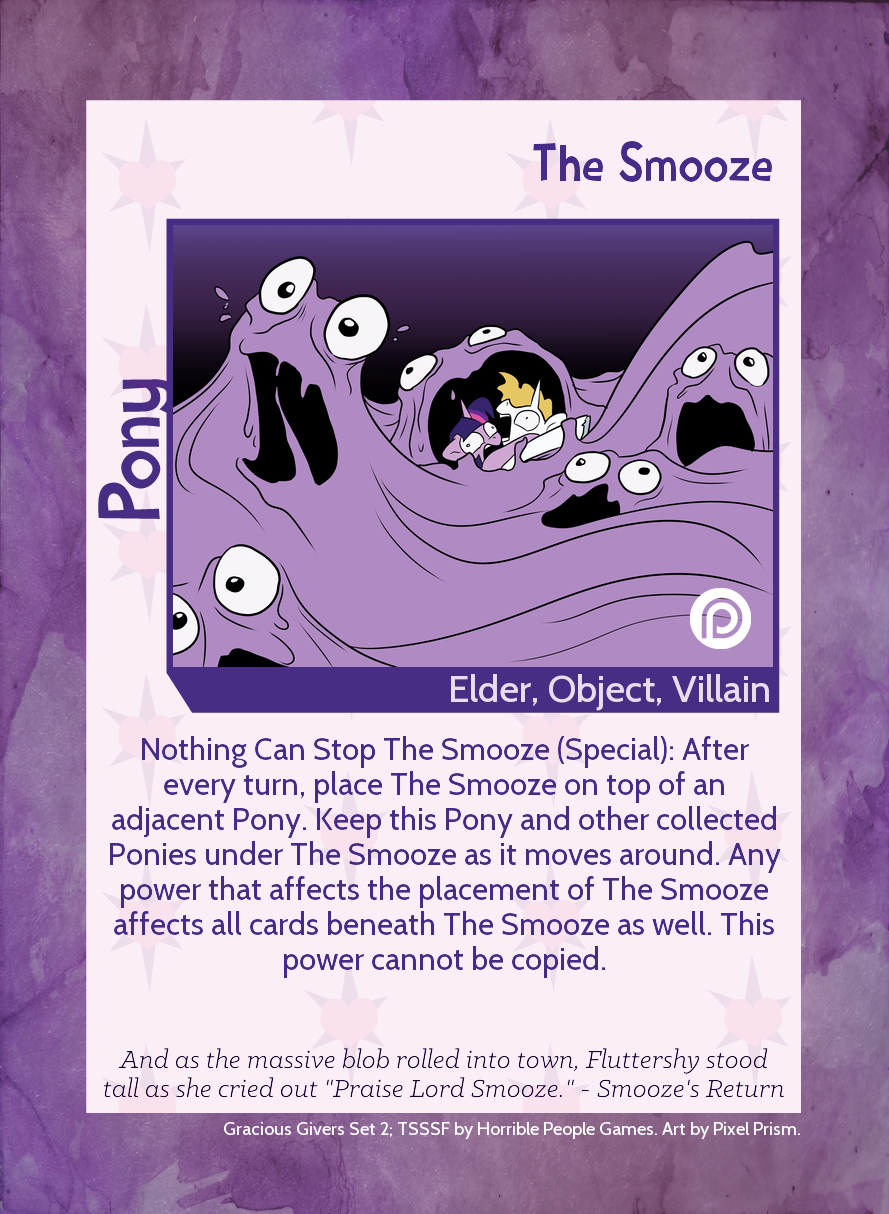 The Smooze
Pony
Elder, Object, Villain
Nothing Can Stop The Smooze (Special): After
every turn, place The Smooze on top of an
adjacent Pony. Keep this Pony and other collected
Ponies under The Smooze as it moves around. Any
power that affects the placement of The Smooze
affects all cards beneath The Smooze as well. This
power cannot be copied.
And as the massive blob rolled into town, Fluttershy stood
tall as she cried out "Praise Lord Smooze." - Smooze's Return
Gracious Givers Set 2; TSSSF by Horrible People Games. Art by Pixel Prism.